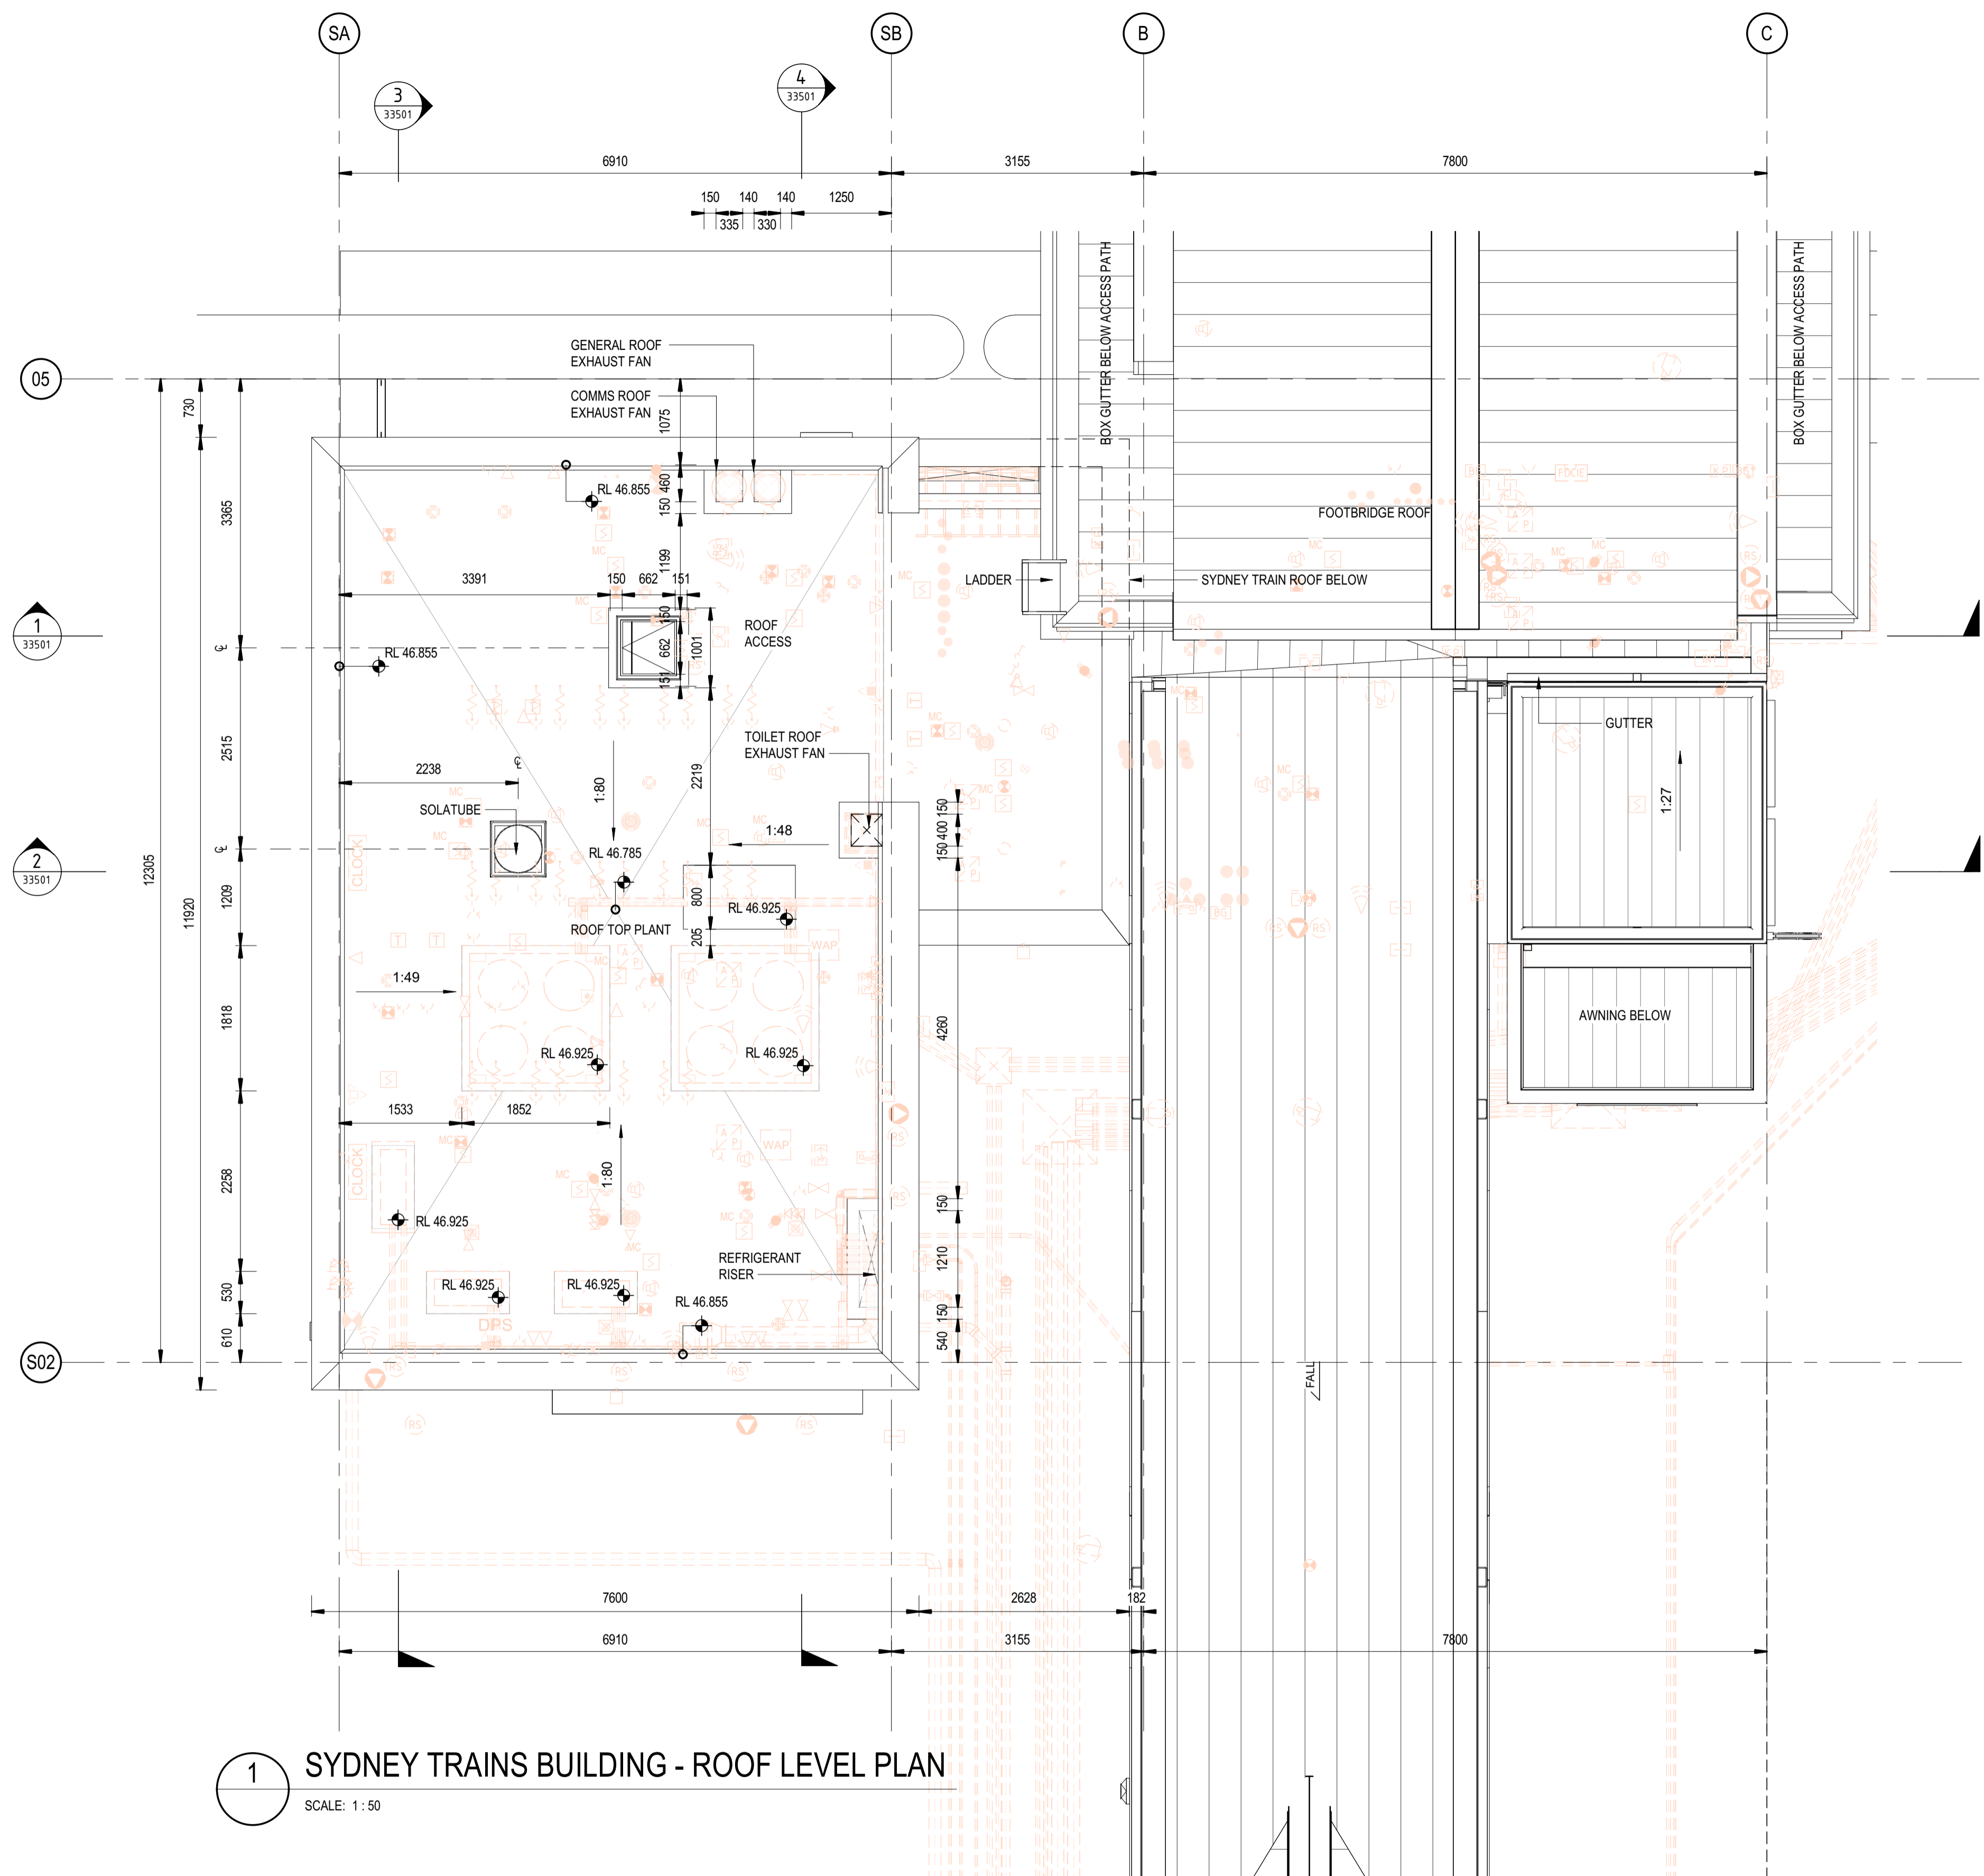 SA
SB
B
C
3
33501
4
33501
6910
3155
7800
150
140
140
1250
335
330
BOX GUTTER BELOW ACCESS PATH
BOX GUTTER BELOW ACCESS PATH
GENERAL ROOF
EXHAUST FAN
05
COMMS ROOF
EXHAUST FAN
730
1075
3365
RL 46.855
460
150
FOOTBRIDGE ROOF
1199
3391
150
662
151
LADDER
SYDNEY TRAIN ROOF BELOW
1
33501
150
ROOF
ACCESS
662
1001
RL 46.855
151
GUTTER
2515
TOILET ROOF
EXHAUST FAN
2238
1:80
2219
SOLATUBE
1:27
150
1:48
400
150
RL 46.785
2
33501
CLOCK
12305
11920
1209
800
RL 46.925
ROOF TOP PLANT
205
WAP
1:49
1818
AWNING BELOW
4260
RL 46.925
RL 46.925
1533
1852
WAP
CLOCK
2258
1:80
RL 46.925
150
1210
REFRIGERANT
RISER
530
RL 46.925
RL 46.925
RL 46.855
150
DPS
610
540
S02
FALL
7600
2628
182
6910
3155
7800
1
SYDNEY TRAINS BUILDING - ROOF LEVEL PLAN
SCALE: 1 : 50